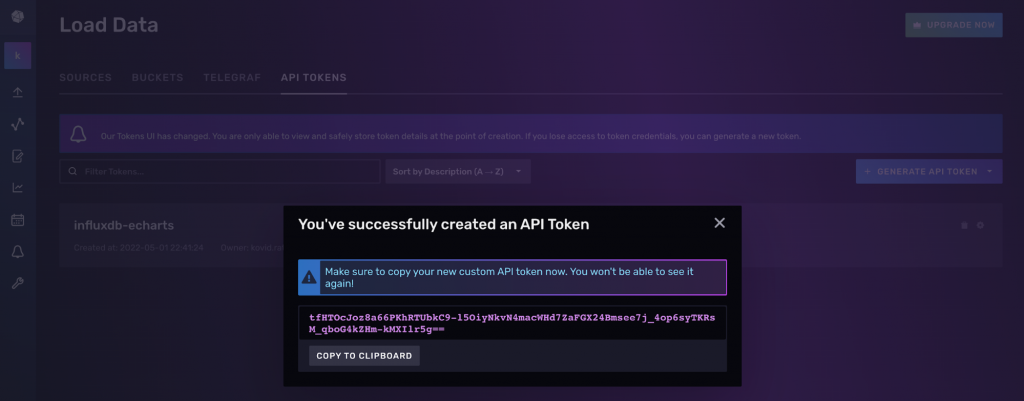 Load Data
UPGRADE NOW
k
SOURCES BUCKETS TELEGRAF API TOKENS
Our Tokens UI has changed. You are only able to view and safely store token details at the point of creation. If you lose access to token credentials, you can generate a new token.
Filter Tokens...
Sort by Description (A → Z)
+ GENERATE API TOKEN
influxdb-echarts
Created at: 2022-05-01 22:41:24
You've successfully created an API Token
Make sure to copy your new custom API token now. You won't be able to see it
again!
tfHTOcJoz8a66PKhRTUbkC9-l5OiyNkvN4macWHd7ZaFGX24Bmsee7j_4op6syTKRs
M_qboG4kZHm-kMXIlr5g==
COPY TO CLIPBOARD